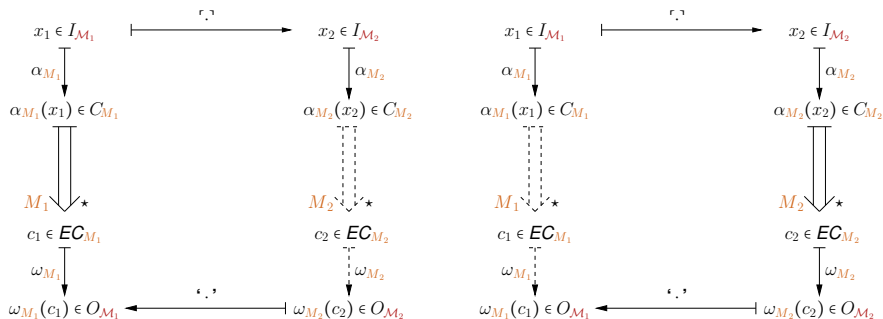 ⌜·⌝ ⌜·⌝
x₁ ∈ I_𝓜₁ x₂ ∈ I_𝓜₂ x₁ ∈ I_𝓜₁ x₂ ∈ I_𝓜₂
α_M₁ α_M₂ α_M₁ α_M₂
α_M₁(x₁) ∈ C_M₁ α_M₂(x₂) ∈ C_M₂ α_M₁(x₁) ∈ C_M₁ α_M₂(x₂) ∈ C_M₂
M₁ ⋆ M₂ ⋆ M₁ ⋆ M₂ ⋆
c₁ ∈ EC_M₁ c₂ ∈ EC_M₂ c₁ ∈ EC_M₁ c₂ ∈ EC_M₂
ω_M₁ ω_M₂ ω_M₁ ω_M₂
‘·’ ‘·’
ω_M₁(c₁) ∈ O_𝓜₁ ω_M₂(c₂) ∈ O_𝓜₂ ω_M₁(c₁) ∈ O_𝓜₁ ω_M₂(c₂) ∈ O_𝓜₂